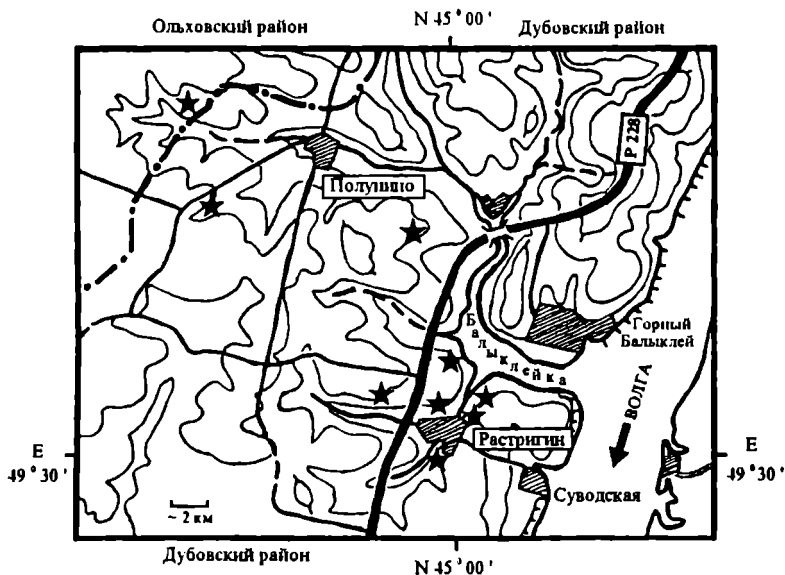 N 45°00'
Ольховский район
Дубовский район
Р 228
Полунино
Горный
Балыклей
Балыклейка
ВОЛГА
Растригин
E
49°30'
E
49°30'
Суводская
~ 2 км
Дубовский район
N 45°00'